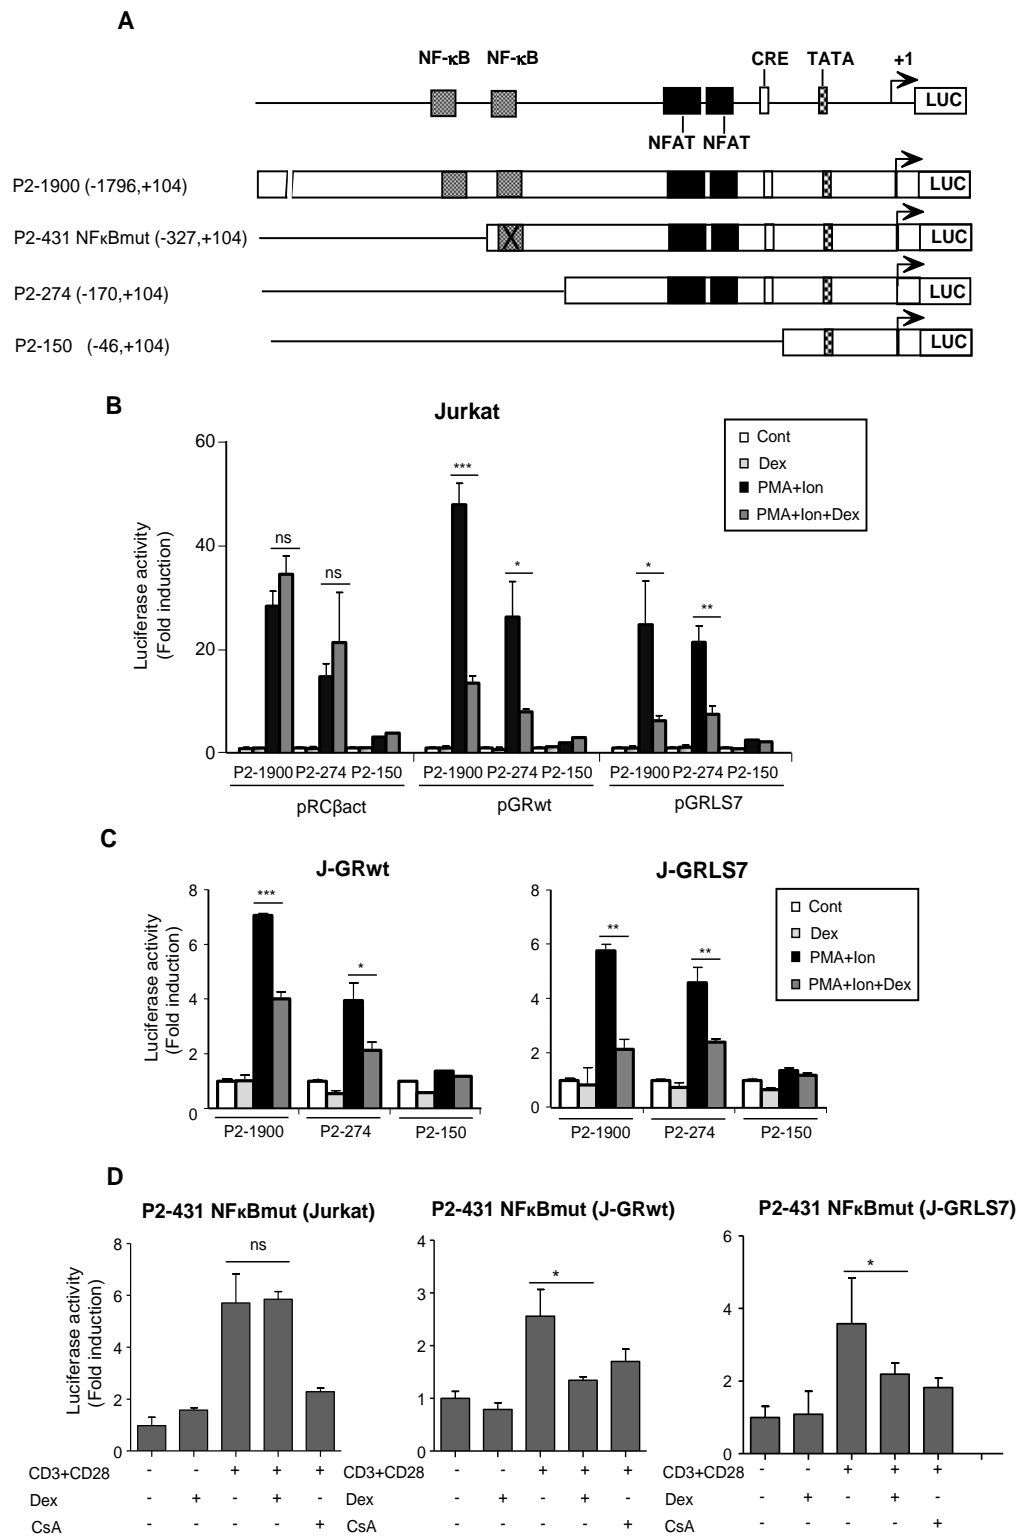 A
NF-κB NF-κB CRE TATA +1
LUC
NFAT NFAT
P2-1900 (-1796,+104) LUC
P2-431 NFκBmut (-327,+104) LUC
P2-274 (-170,+104) LUC
P2-150 (-46,+104) LUC
B
Jurkat
Luciferase activity
(Fold induction)
60
40
20
0
Cont
Dex
PMA+Ion
PMA+Ion+Dex
ns ns *** * * **
P2-1900 P2-274 P2-150 P2-1900 P2-274 P2-150 P2-1900 P2-274 P2-150
pRCβact pGRwt pGRLS7
C
J-GRwt
Luciferase activity
(Fold induction)
8
6
4
2
0
*** *
P2-1900 P2-274 P2-150
J-GRLS7
8
6
4
2
0
** **
P2-1900 P2-274 P2-150
Cont
Dex
PMA+Ion
PMA+Ion+Dex
D
P2-431 NFκBmut (Jurkat)
Luciferase activity
(Fold induction)
8
6
4
2
0
ns
CD3+CD28 - - + + +
Dex - + - + -
CsA - - - - +
P2-431 NFκBmut (J-GRwt)
4
3
2
1
0
*
CD3+CD28 - - + + +
Dex - + - + -
CsA - - - - +
P2-431 NFκBmut (J-GRLS7)
6
4
2
0
*
CD3+CD28 - - + + +
Dex - + - + -
CsA - - - - +